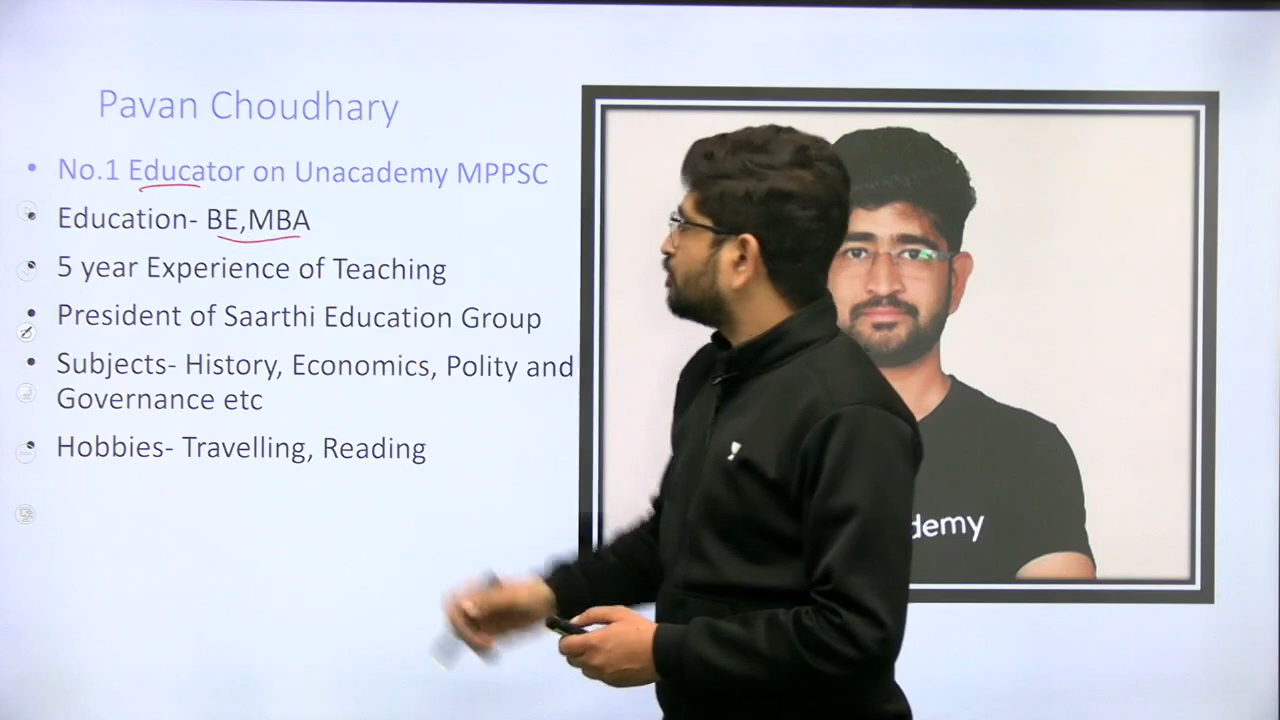 Pavan Choudhary
• No.1 Educator on Unacademy MPPSC
• Education- BE,MBA
• 5 year Experience of Teaching
• President of Saarthi Education Group
• Subjects- History, Economics, Polity and
Governance etc
• Hobbies- Travelling, Reading
demy